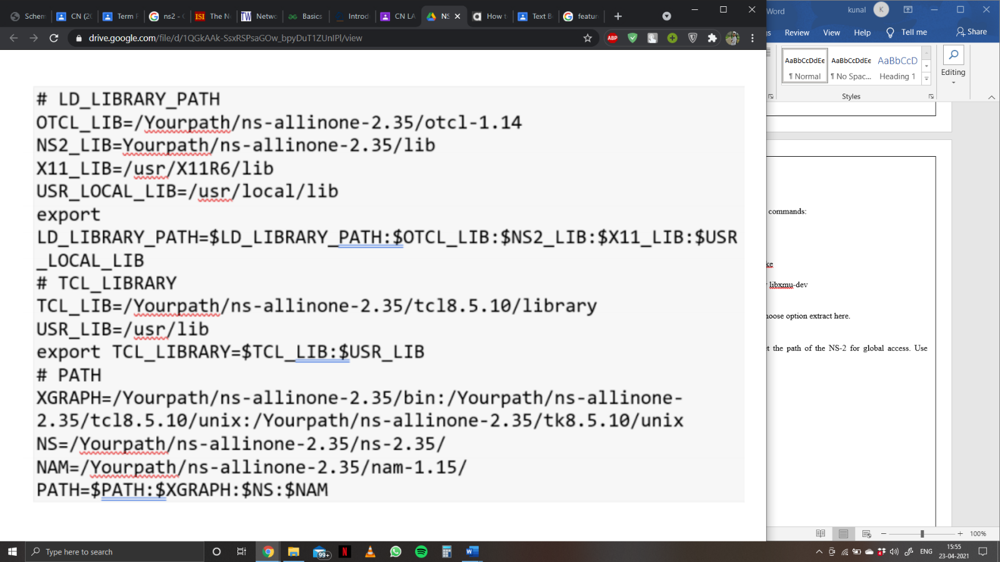 Schem
CN (20
Term P
ns2 - G
ISI The N
TW Netwo
Basics
Introd
CN LA
NS
How t
Text B
featur
drive.google.com/file/d/1QGkAAk-SsxRSPsaGOw_bpyDuT1ZUnIPl/view
ABP
# LD_LIBRARY_PATH
OTCL_LIB=/Yourpath/ns-allinone-2.35/otcl-1.14
NS2_LIB=Yourpath/ns-allinone-2.35/lib
X11_LIB=/usr/X11R6/lib
USR_LOCAL_LIB=/usr/local/lib
export
LD_LIBRARY_PATH=$LD_LIBRARY_PATH:$OTCL_LIB:$NS2_LIB:$X11_LIB:$USR
_LOCAL_LIB
# TCL_LIBRARY
TCL_LIB=/Yourpath/ns-allinone-2.35/tcl8.5.10/library
USR_LIB=/usr/lib
export TCL_LIBRARY=$TCL_LIB:$USR_LIB
# PATH
XGRAPH=/Yourpath/ns-allinone-2.35/bin:/Yourpath/ns-allinone-
2.35/tcl8.5.10/unix:/Yourpath/ns-allinone-2.35/tk8.5.10/unix
NS=/Yourpath/ns-allinone-2.35/ns-2.35/
NAM=/Yourpath/ns-allinone-2.35/nam-1.15/
PATH=$PATH:$XGRAPH:$NS:$NAM
Word
kunal K
gs Review View Help Tell me Share
AaBbCcDdEe AaBbCcDdEe AaBbCcD
¶ Normal ¶ No Spac... Heading 1
Editing
Styles
commands:
ke
libxmu-dev
hoose option extract here.
t the path of the NS-2 for global access. Use
100%
Type here to search
99+
N
W
ENG
15:55
23-04-2021